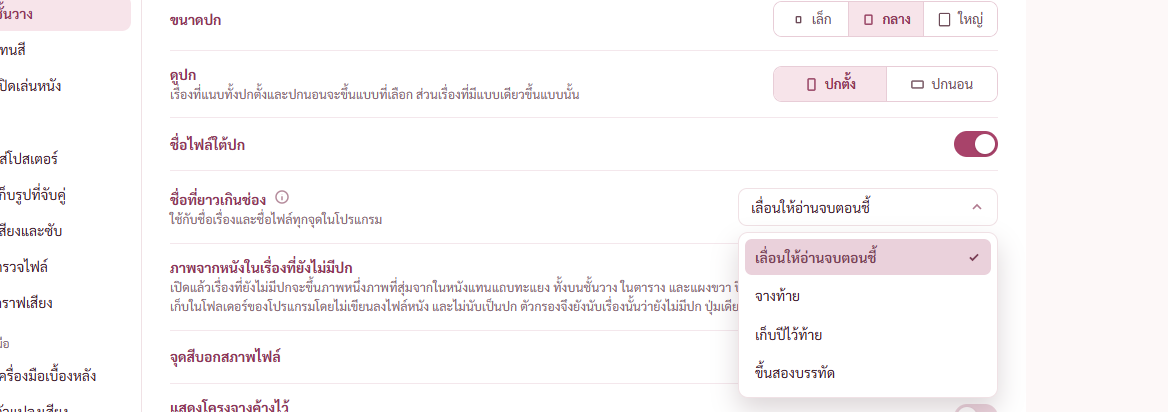 ชั้นวาง
ขนาดปก
เล็ก
กลาง
ใหญ่
ทนสี
ดูปก
เรื่องที่แนบทั้งปกตั้งและปกนอนจะขึ้นแบบที่เลือก ส่วนเรื่องที่มีแบบเดียวขึ้นแบบนั้น
ปกตั้ง
ปกนอน
ปิดเล่นหนัง
ชื่อไฟล์ใต้ปก
ส์โปสเตอร์
ก็บรูปที่จับคู่
ชื่อที่ยาวเกินช่อง
ใช้กับชื่อเรื่องและชื่อไฟล์ทุกจุดในโปรแกรม
เลื่อนให้อ่านจบตอนชี้
สียงและซับ
เลื่อนให้อ่านจบตอนชี้
ตรวจไฟล์
ภาพจากหนังในเรื่องที่ยังไม่มีปก
เปิดแล้วเรื่องที่ยังไม่มีปกจะขึ้นภาพหนึ่งภาพที่สุ่มจากในหนังแทนแถบทะแยง ทั้งบนชั้นวาง ในตาราง และแผงขวา
เก็บในโฟลเดอร์ของโปรแกรมโดยไม่เขียนลงไฟล์หนัง และไม่นับเป็นปก ตัวกรองจึงยังนับเรื่องนั้นว่ายังไม่มีปก ปุ่มเดีย
จางท้าย
กราฟเสียง
เก็บปีไว้ท้าย
มือ
จุดสีบอกสภาพไฟล์
ขึ้นสองบรรทัด
ครื่องมือเบื้องหลัง
แสดงโครงจางค้างไว้